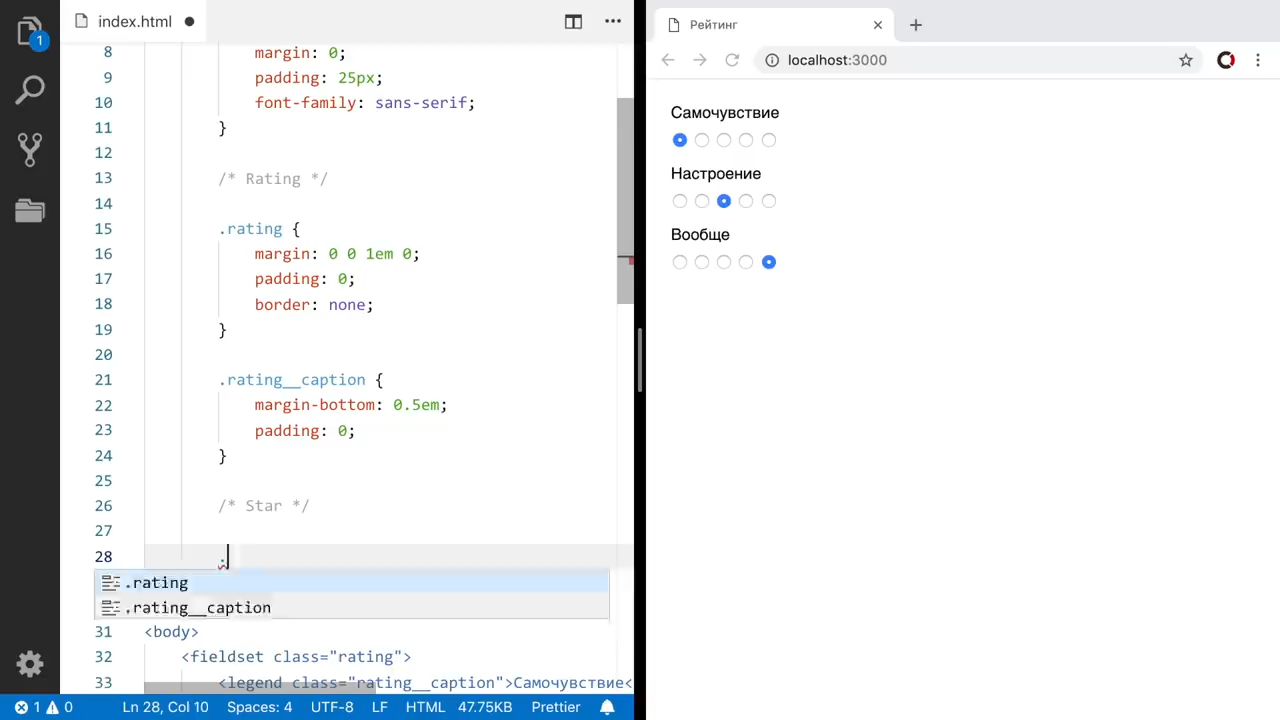 index.html
1
8 margin: 0;
9 padding: 25px;
10 font-family: sans-serif;
11 }
12
13 /* Rating */
14
15 .rating {
16 margin: 0 0 1em 0;
17 padding: 0;
18 border: none;
19 }
20
21 .rating__caption {
22 margin-bottom: 0.5em;
23 padding: 0;
24 }
25
26 /* Star */
27
28 .
.rating
.rating__caption
31 <body>
32 <fieldset class="rating">
33 <legend class="rating__caption">Самочувствие<
1 0 Ln 28, Col 10 Spaces: 4 UTF-8 LF HTML 47.75KB Prettier
Рейтинг
localhost:3000
Самочувствие
Настроение
Вообще